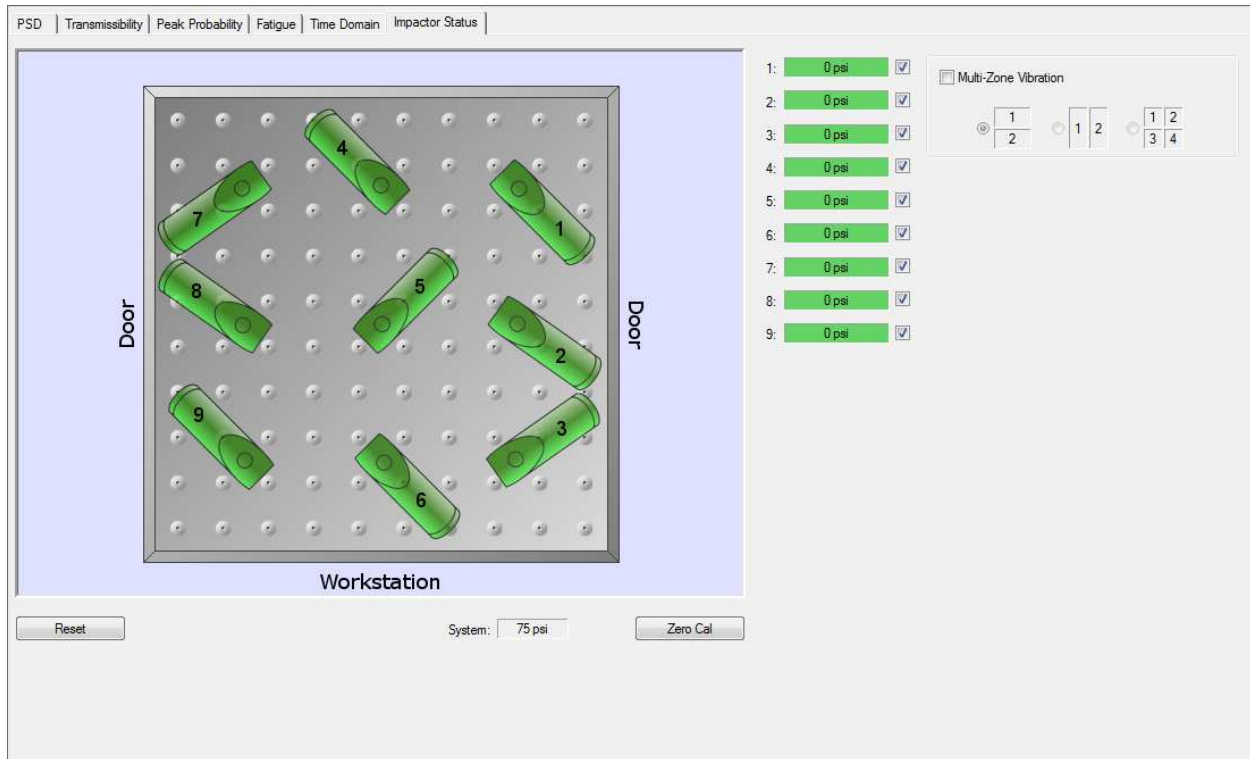 PSD Transmissibility Peak Probability Fatigue Time Domain Impactor Status
4
7
1
8
5
2
9
3
6
Door
Door
Workstation
1: 0 psi
2: 0 psi
3: 0 psi
4: 0 psi
5: 0 psi
6: 0 psi
7: 0 psi
8: 0 psi
9: 0 psi
Multi-Zone Vibration
1
2
1 2
1 2
3 4
Reset
System: 75 psi
Zero Cal